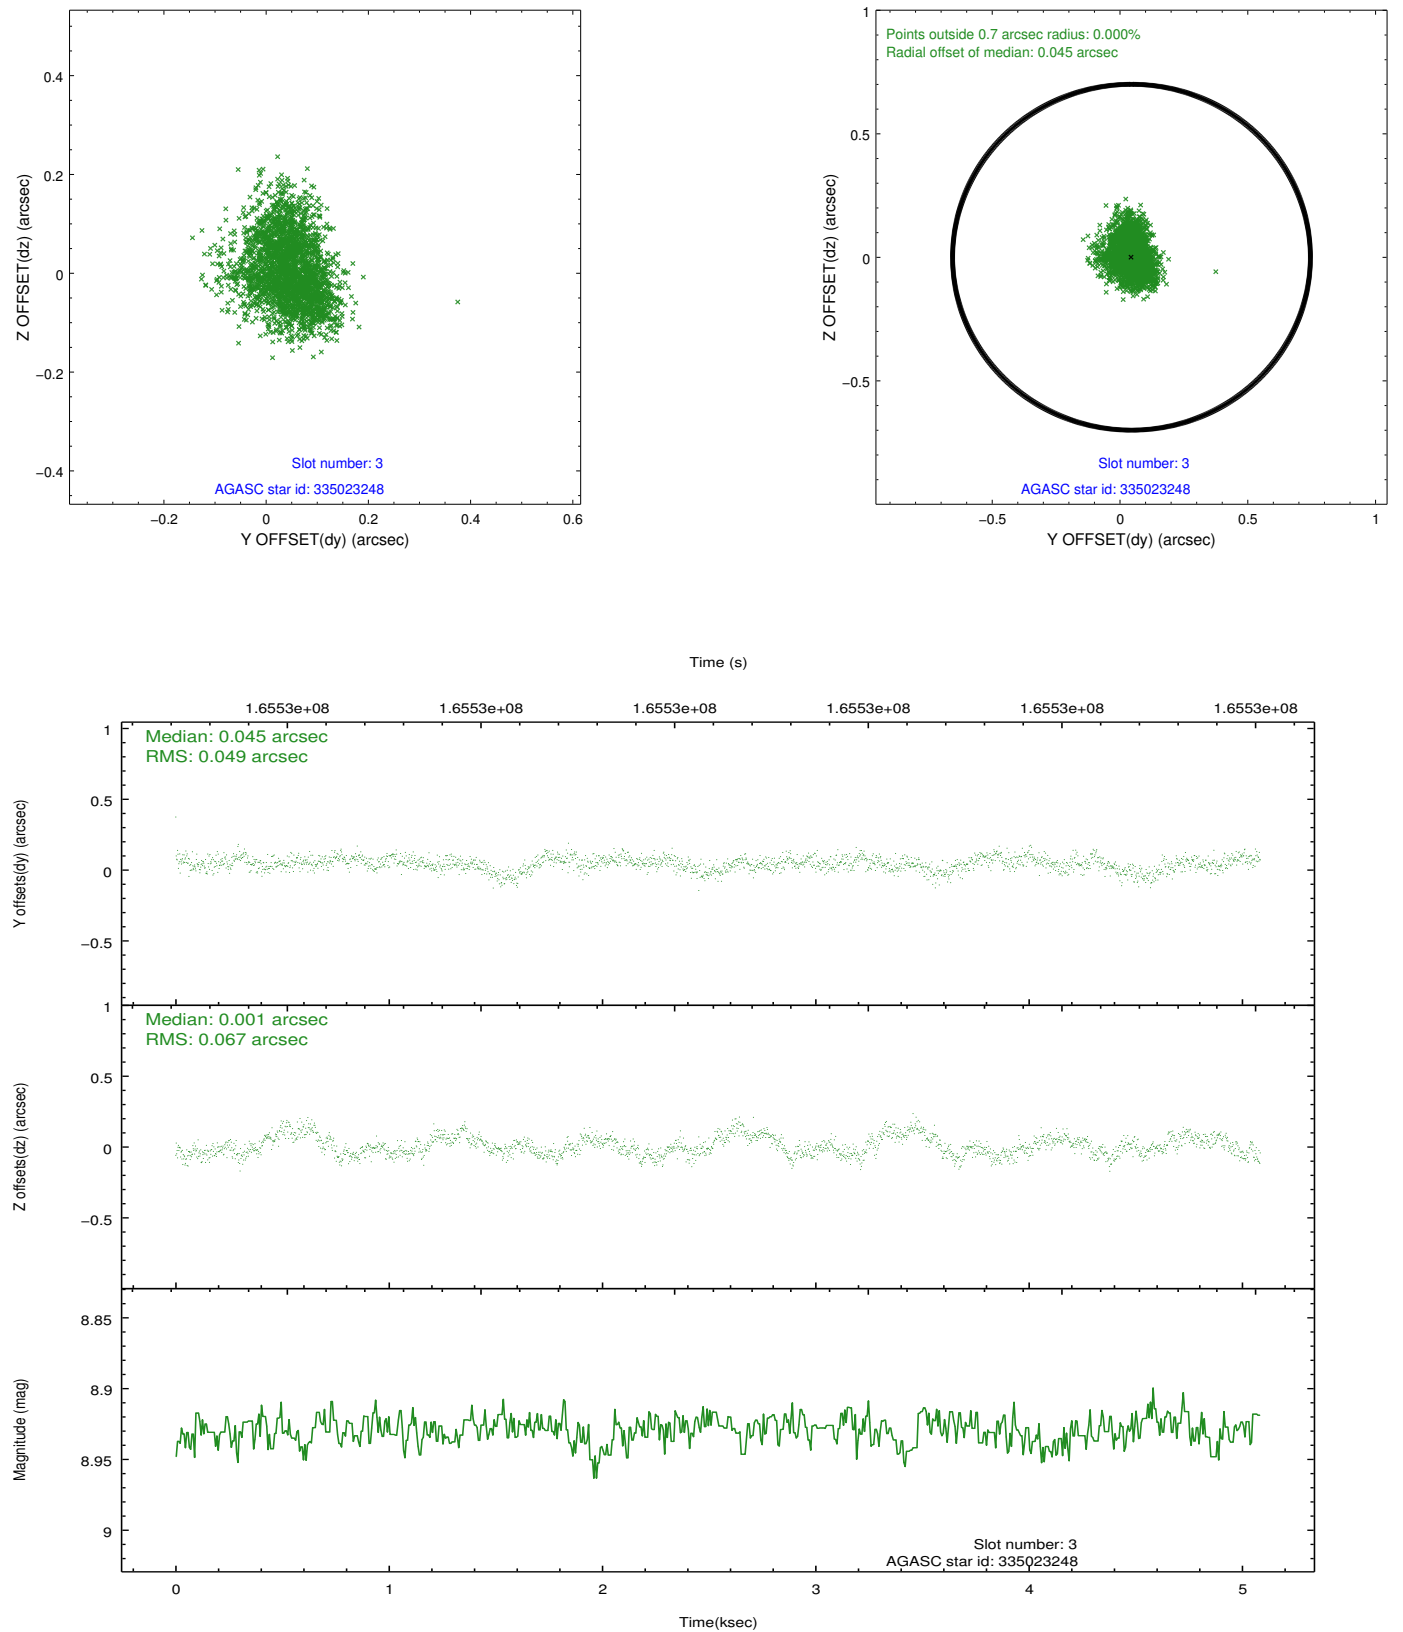 0.4
0.2
0
−0.2
−0.4
Z OFFSET(dz) (arcsec)
Slot number: 3
AGASC star id: 335023248
−0.2 0 0.2 0.4 0.6
Y OFFSET(dy) (arcsec)
1
0.5
0
−0.5
Z OFFSET(dz) (arcsec)
Points outside 0.7 arcsec radius: 0.000%
Radial offset of median: 0.045 arcsec
Slot number: 3
AGASC star id: 335023248
−0.5 0 0.5 1
Y OFFSET(dy) (arcsec)
Time (s)
1.6553e+08 1.6553e+08 1.6553e+08 1.6553e+08 1.6553e+08 1.6553e+08
1
0.5
0
−0.5
Y offsets(dy) (arcsec)
Median: 0.045 arcsec
RMS: 0.049 arcsec
1
0.5
0
−0.5
Z offsets(dz) (arcsec)
Median: 0.001 arcsec
RMS: 0.067 arcsec
8.85
8.9
8.95
9
Magnitude (mag)
Slot number: 3
AGASC star id: 335023248
0 1 2 3 4 5
Time(ksec)